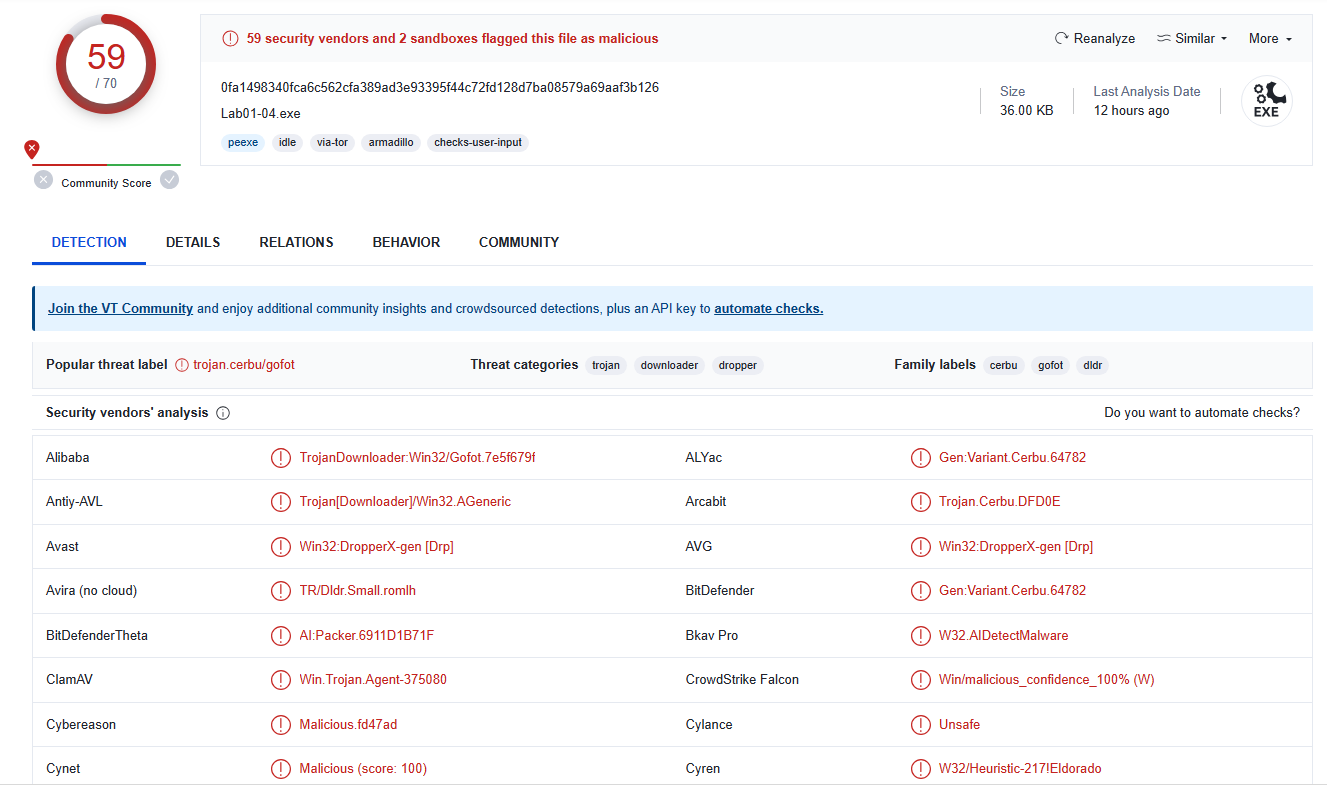 59
/ 70
Community Score
59 security vendors and 2 sandboxes flagged this file as malicious
Reanalyze Similar More
0fa1498340fca6c562cfa389ad3e93395f44c72fd128d7ba08579a69aaf3b126
Lab01-04.exe
peexe idle via-tor armadillo checks-user-input
Size
36.00 KB
Last Analysis Date
12 hours ago
EXE
DETECTION DETAILS RELATIONS BEHAVIOR COMMUNITY
Join the VT Community and enjoy additional community insights and crowdsourced detections, plus an API key to automate checks.
Popular threat label trojan.cerbu/gofot Threat categories trojan downloader dropper Family labels cerbu gofot dldr
Security vendors' analysis Do you want to automate checks?
Alibaba TrojanDownloader:Win32/Gofot.7e5f679f ALYac Gen:Variant.Cerbu.64782
Antiy-AVL Trojan[Downloader]/Win32.AGeneric Arcabit Trojan.Cerbu.DFD0E
Avast Win32:DropperX-gen [Drp] AVG Win32:DropperX-gen [Drp]
Avira (no cloud) TR/Dldr.Small.romlh BitDefender Gen:Variant.Cerbu.64782
BitDefenderTheta AI:Packer.6911D1B71F Bkav Pro W32.AIDetectMalware
ClamAV Win.Trojan.Agent-375080 CrowdStrike Falcon Win/malicious_confidence_100% (W)
Cybereason Malicious.fd47ad Cylance Unsafe
Cynet Malicious (score: 100) Cyren W32/Heuristic-217!Eldorado